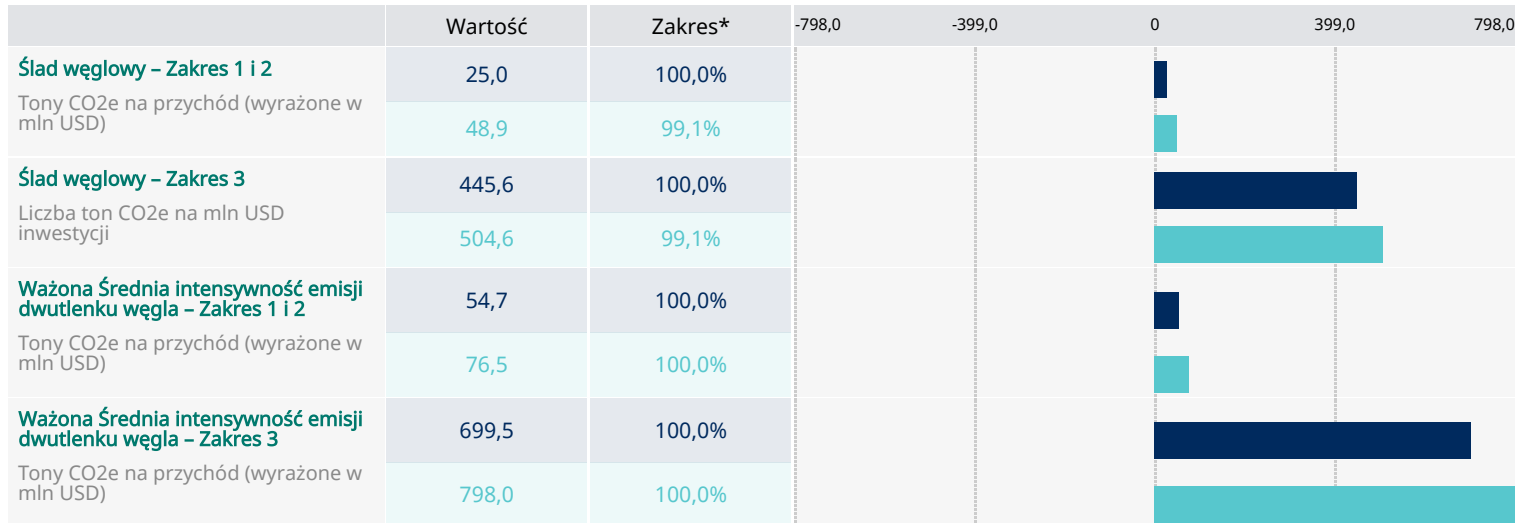 Wartość Zakres* -798,0 -399,0 0 399,0 798,0
Ślad węglowy – Zakres 1 i 2
Tony CO2e na przychód (wyrażone w
mln USD)
25,0 100,0%
48,9 99,1%
Ślad węglowy – Zakres 3
Liczba ton CO2e na mln USD
inwestycji
445,6 100,0%
504,6 99,1%
Ważona Średnia intensywność emisji
dwutlenku węgla – Zakres 1 i 2
Tony CO2e na przychód (wyrażone w
mln USD)
54,7 100,0%
76,5 100,0%
Ważona Średnia intensywność emisji
dwutlenku węgla – Zakres 3
Tony CO2e na przychód (wyrażone w
mln USD)
699,5 100,0%
798,0 100,0%